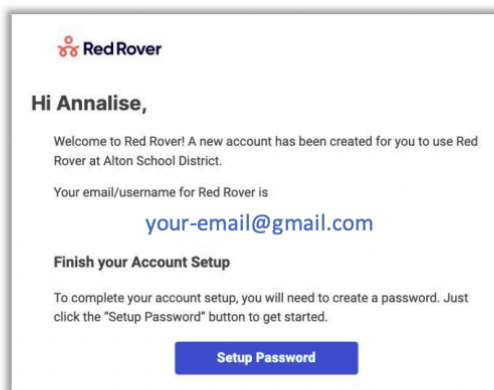 Red Rover
Hi Annalise,
Welcome to Red Rover! A new account has been created for you to use Red
Rover at Alton School District.
Your email/username for Red Rover is
your-email@gmail.com
Finish your Account Setup
To complete your account setup, you will need to create a password. Just
click the “Setup Password” button to get started.
Setup Password